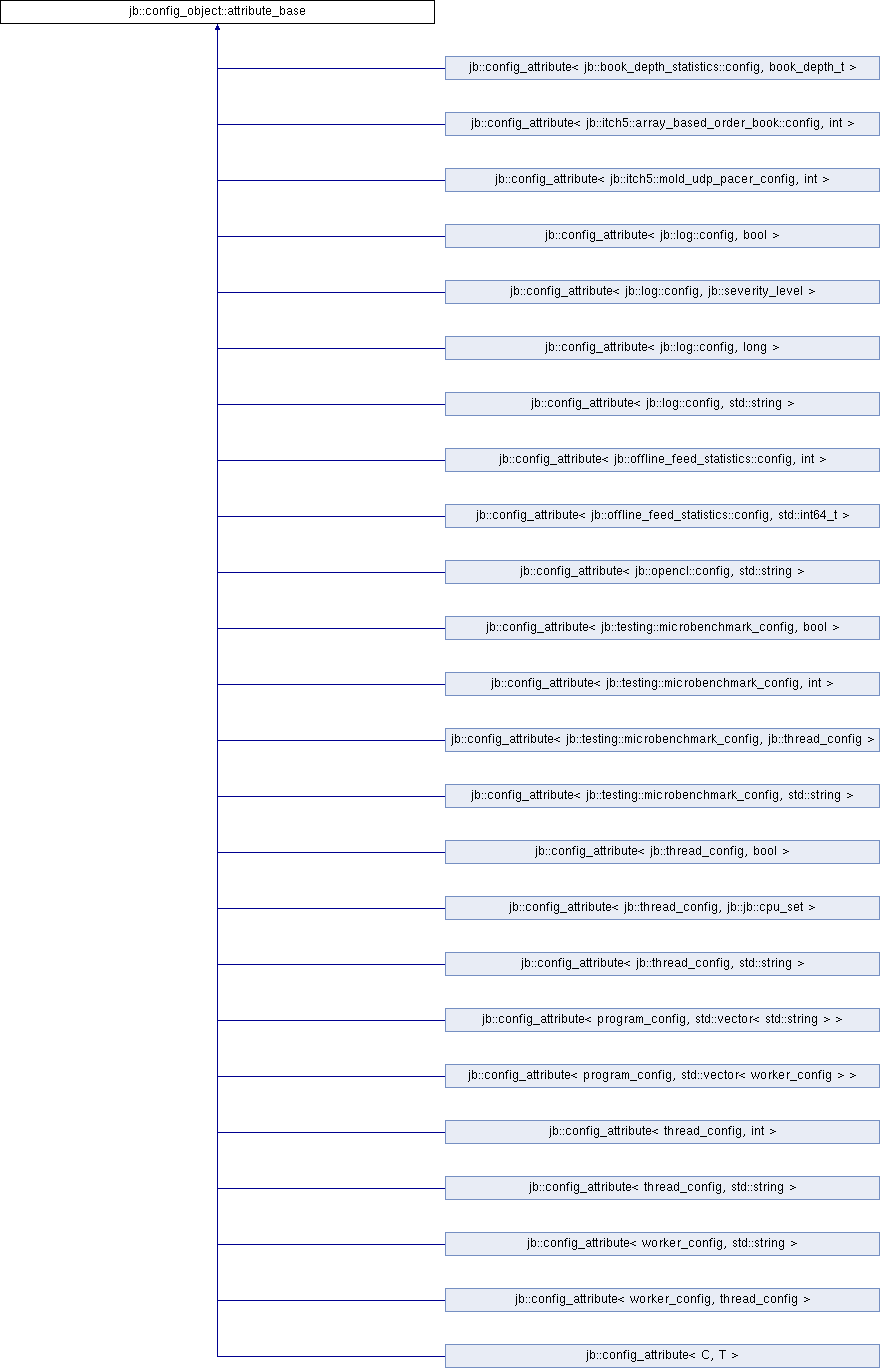 jb::config_object::attribute_base
jb::config_attribute< jb::book_depth_statistics::config, book_depth_t >
jb::config_attribute< jb::itch5::array_based_order_book::config, int >
jb::config_attribute< jb::itch5::mold_udp_pacer_config, int >
jb::config_attribute< jb::log::config, bool >
jb::config_attribute< jb::log::config, jb::severity_level >
jb::config_attribute< jb::log::config, long >
jb::config_attribute< jb::log::config, std::string >
jb::config_attribute< jb::offline_feed_statistics::config, int >
jb::config_attribute< jb::offline_feed_statistics::config, std::int64_t >
jb::config_attribute< jb::opencl::config, std::string >
jb::config_attribute< jb::testing::microbenchmark_config, bool >
jb::config_attribute< jb::testing::microbenchmark_config, int >
jb::config_attribute< jb::testing::microbenchmark_config, jb::thread_config >
jb::config_attribute< jb::testing::microbenchmark_config, std::string >
jb::config_attribute< jb::thread_config, bool >
jb::config_attribute< jb::thread_config, jb::jb::cpu_set >
jb::config_attribute< jb::thread_config, std::string >
jb::config_attribute< program_config, std::vector< std::string > >
jb::config_attribute< program_config, std::vector< worker_config > >
jb::config_attribute< thread_config, int >
jb::config_attribute< thread_config, std::string >
jb::config_attribute< worker_config, std::string >
jb::config_attribute< worker_config, thread_config >
jb::config_attribute< C, T >